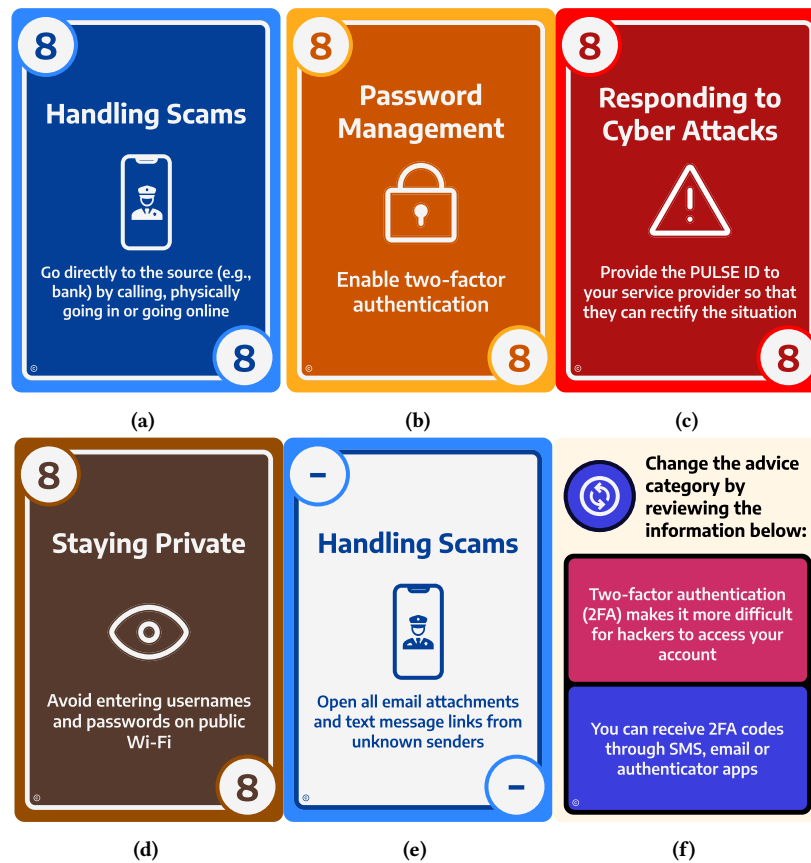 8
Handling Scams
Go directly to the source (e.g.,
bank) by calling, physically
going in or going online
8
©
(a)
8
Password
Management
Enable two-factor
authentication
8
©
(b)
8
Responding to
Cyber Attacks
Provide the PULSE ID to
your service provider so that
they can rectify the situation
8
©
(c)
8
Staying Private
Avoid entering usernames
and passwords on public
Wi-Fi
8
©
(d)
–
Handling Scams
Open all email attachments
and text message links from
unknown senders
–
©
(e)
Change the advice
category by
reviewing the
information below:
Two-factor authentication
(2FA) makes it more difficult
for hackers to access your
account
You can receive 2FA codes
through SMS, email or
authenticator apps
©
(f)